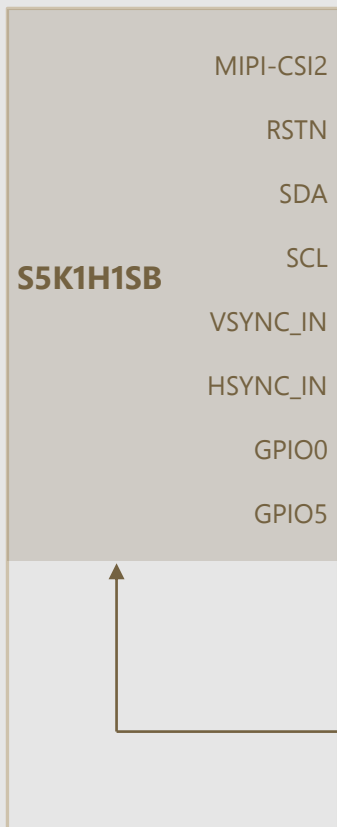 MIPI-CSI2
RSTN
SDA
SCL
S5K1H1SB
VSYNC_IN
HSYNC_IN
GPIO0
GPIO5